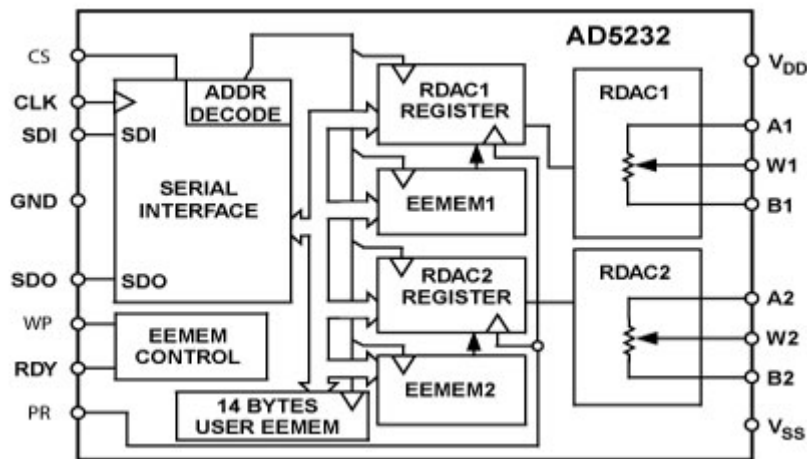 AD5232
CS
CLK
SDI
GND
SDO
WP
RDY
PR
ADDR
DECODE
SDI
SERIAL
INTERFACE
SDO
EEMEM
CONTROL
14 BYTES
USER EEMEM
RDAC1
REGISTER
EEMEM1
RDAC2
REGISTER
EEMEM2
RDAC1
RDAC2
VDD
A1
W1
B1
A2
W2
B2
VSS